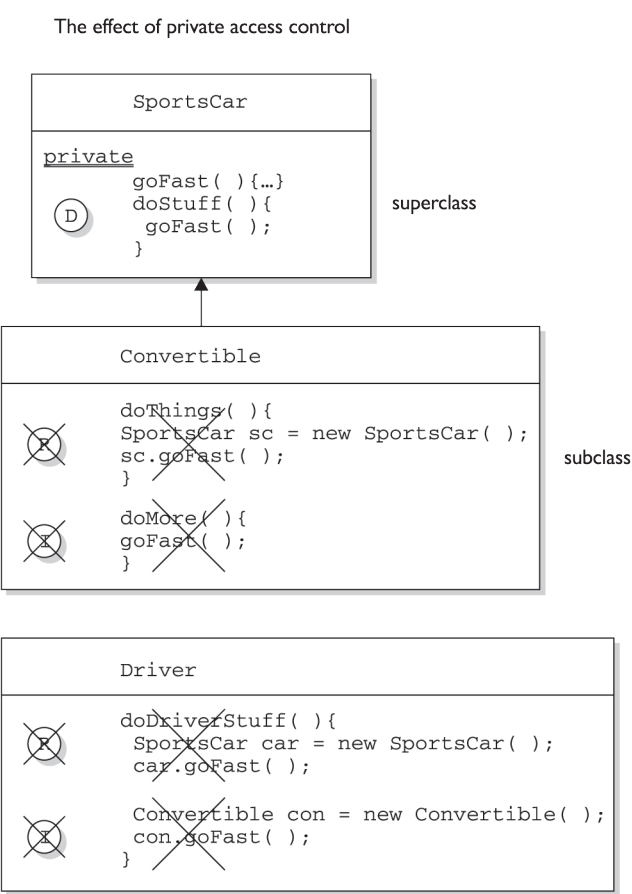 The effect of private access control
SportsCar
private
goFast( ){…}
D
doStuff( ){
goFast( );
}
superclass
Convertible
doThings( ){
R
SportsCar sc = new SportsCar( );
sc.goFast( );
}
subclass
doMore( ){
I
goFast( );
}
Driver
doDriverStuff( ){
R
SportsCar car = new SportsCar( );
car.goFast( );
Convertible con = new Convertible( );
I
con.goFast( );
}